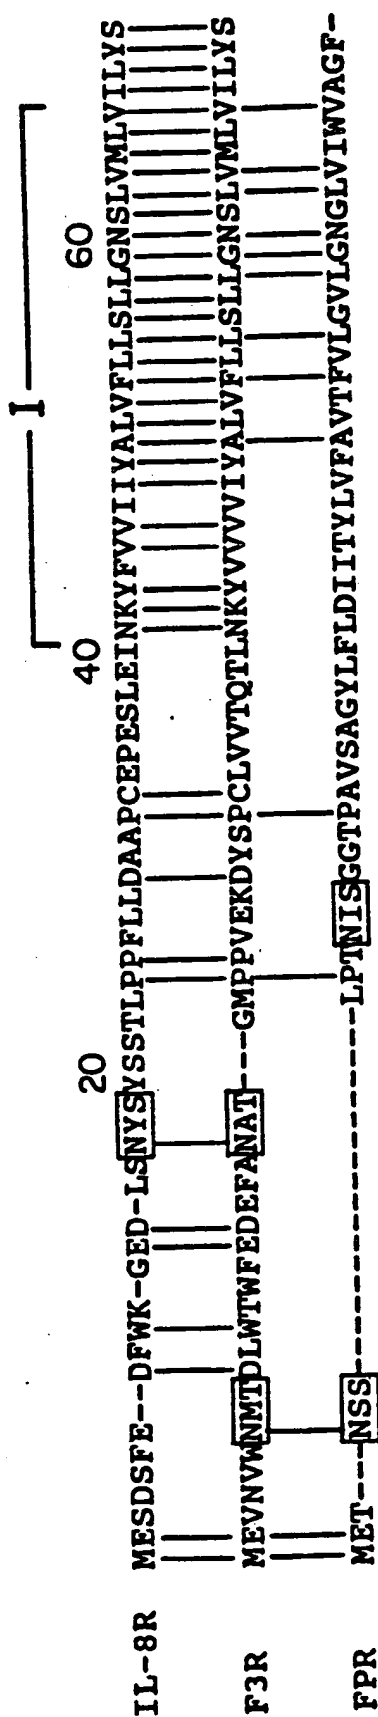 I
20 40 60
IL-8R MESDSFE--DFWK-GED-LSNYSYSSTLPPFLLDAAPCEPESLEINKYFVVIIYALVFLLSLLGNSLVMLVILYS
F3R MEVNVWNMTDLWTWFEDEFANAT----GMPPVEKDYSPCLVVTQTLNKYVVVVIYALVFLLSLLGNSLVMLVILYS
FPR MET---NSS-----------------LPTNISGGTPAVSAGYLFLDIITYLVFAVTFVLGVLGNGLVIWVAGF-